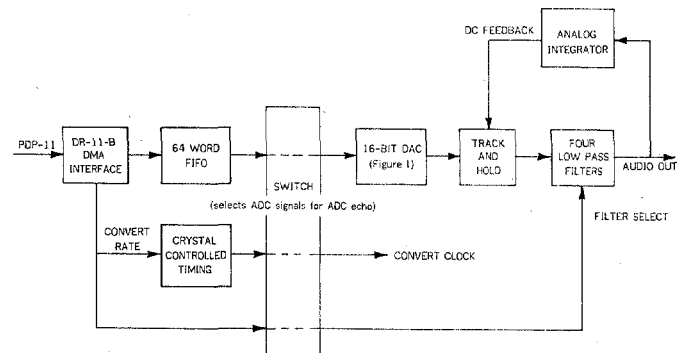 DC FEEDBACK
ANALOG
INTEGRATOR
PDP-11
DR-11-B
DMA
INTERFACE
64 WORD
FIFO
16-BIT DAC
(Figure 1)
TRACK
AND
HOLD
FOUR
LOW PASS
FILTERS
AUDIO OUT
SWITCH
(selects ADC signals for ADC echo)
FILTER SELECT
CONVERT
RATE
CRYSTAL
CONTROLLED
TIMING
CONVERT CLOCK